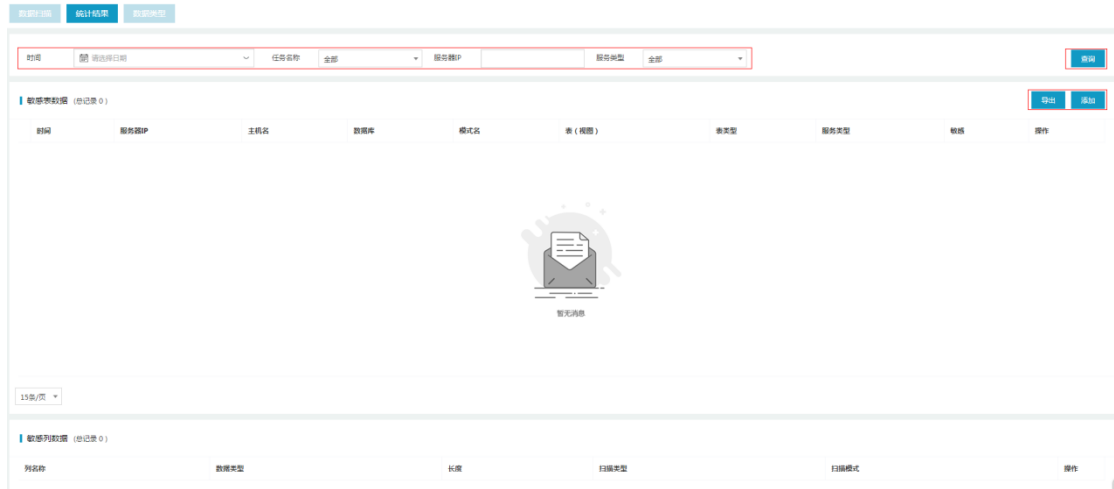 数据扫描 统计结果 数据类型
时间 请选择日期 任务名称 全部 服务器IP 服务类型 全部 查询
敏感表数据 (总记录 0 ) 导出 添加
时间 服务器IP 主机名 数据库 模式名 表 ( 视图 ) 表类型 服务类型 敏感 操作
暂无消息
15条/页
敏感列数据 (总记录 0 )
列名称 数据类型 长度 扫描类型 扫描模式 操作